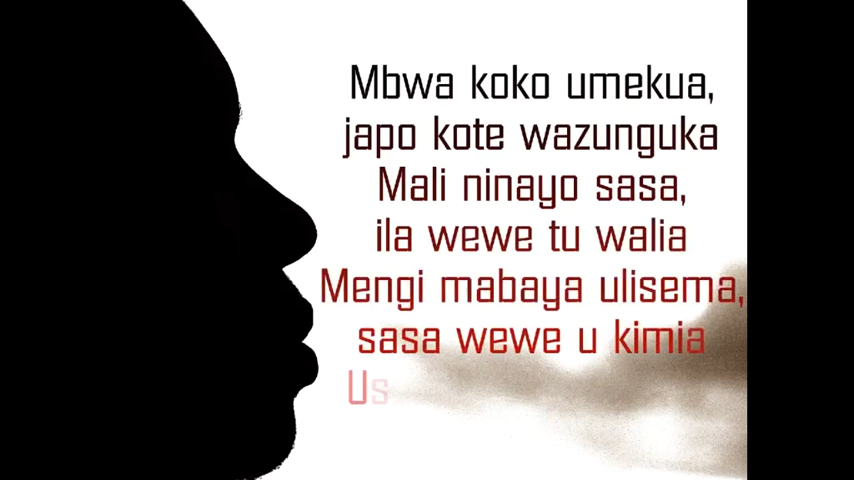 Mbwa koko umekua,
japo kote wazunguka
Mali ninayo sasa,
ila wewe tu walia
Mengi mabaya ulisema,
sasa wewe u kimia
Us